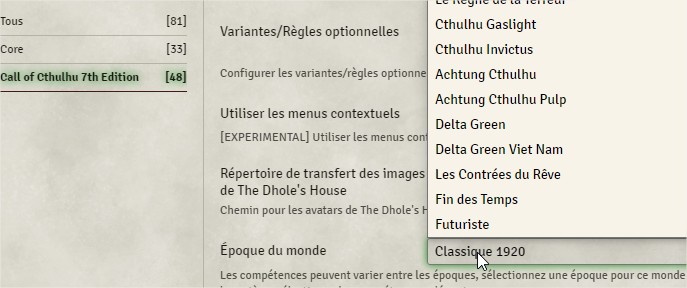 Tous [81]
Core [33]
Call of Cthulhu 7th Edition [48]
Variantes/Règles optionnelles
Configurer les variantes/règles optionne
Utiliser les menus contextuels
[EXPERIMENTAL] Utiliser les menus cont
Répertoire de transfert des images
de The Dhole's House
Chemin pour les avatars de The Dhole's H
Époque du monde
Les compétences peuvent varier entre les époques, sélectionnez une époque pour ce monde
Le Règne de la Terreur
Cthulhu Gaslight
Cthulhu Invictus
Achtung Cthulhu
Achtung Cthulhu Pulp
Delta Green
Delta Green Viet Nam
Les Contrées du Rêve
Fin des Temps
Futuriste
Classique 1920